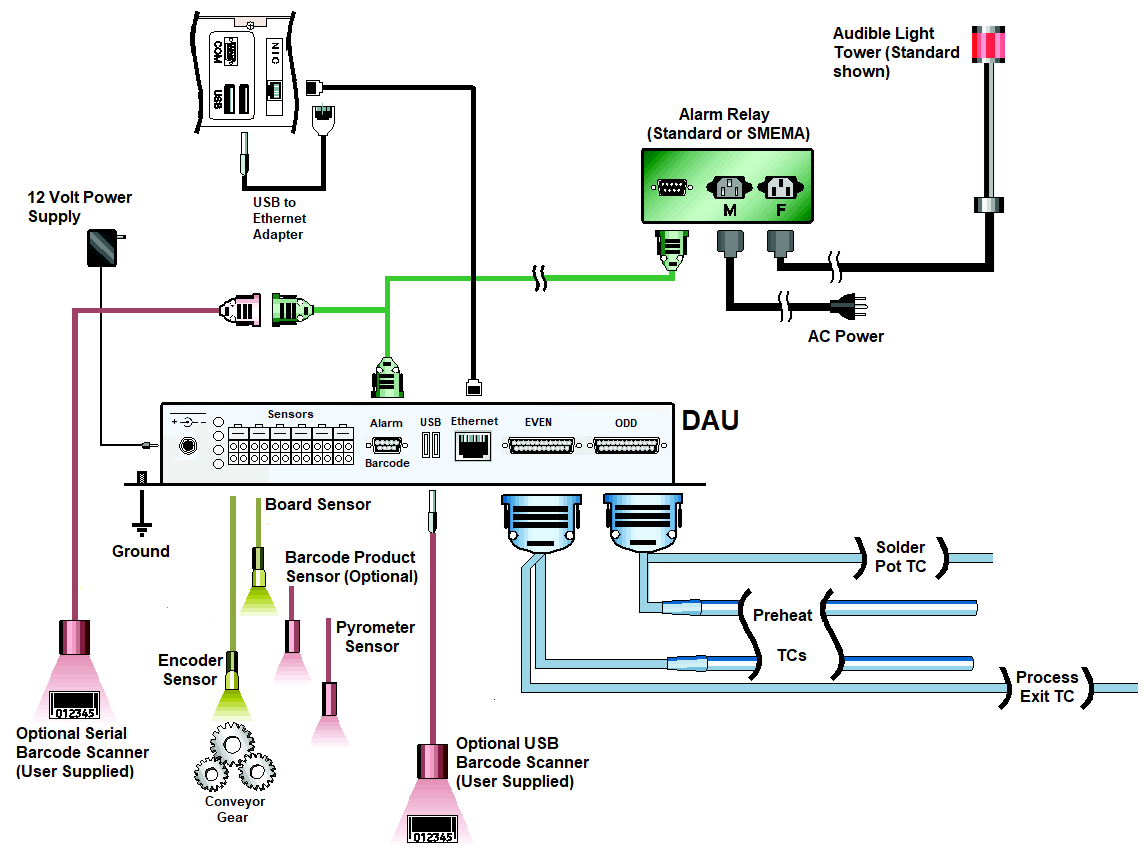 COM
NIC
USB
Audible Light
Tower (Standard
shown)
Alarm Relay
(Standard or SMEMA)
M
F
12 Volt Power
Supply
USB to
Ethernet
Adapter
AC Power
Sensors
Alarm
USB
Ethernet
EVEN
ODD
DAU
+ -
Barcode
Board Sensor
Ground
Barcode Product
Sensor (Optional)
Solder
Pot TC
Preheat
TCs
Pyrometer
Sensor
Encoder
Sensor
Process
Exit TC
012345
Optional Serial
Barcode Scanner
(User Supplied)
Optional USB
Barcode Scanner
(User Supplied)
Conveyor
Gear
012345